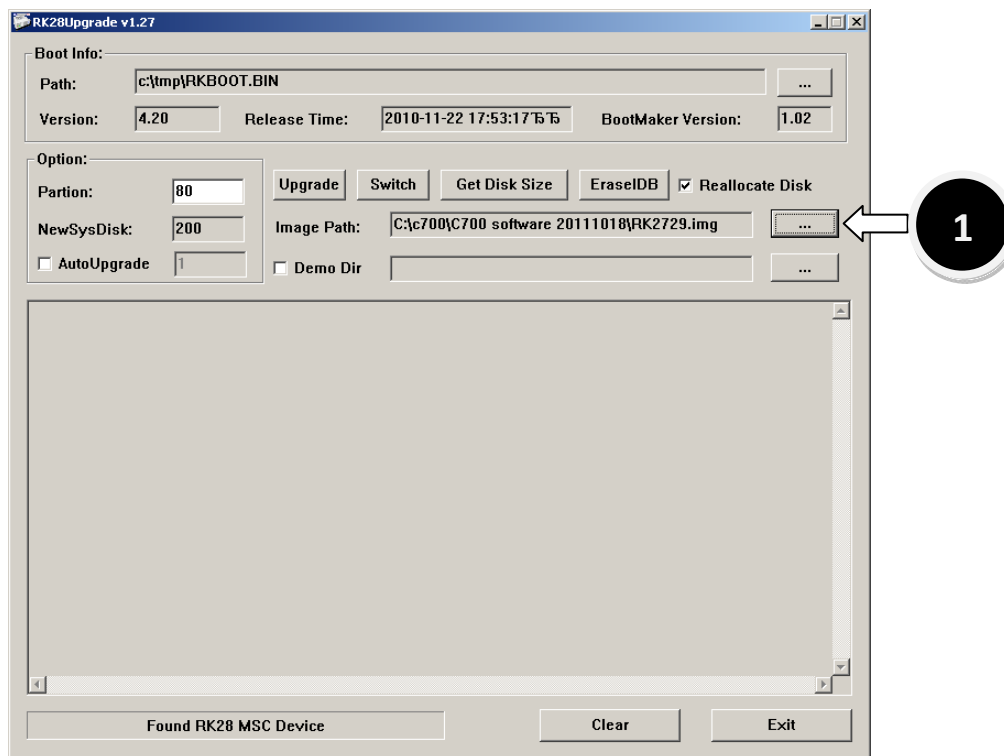 RK28Upgrade v1.27
Boot Info:
Path: c:\tmp\RKBOOT.BIN ...
Version: 4.20 Release Time: 2010-11-22 17:53:17ЂЂ BootMaker Version: 1.02
Option:
Partion: 80
Upgrade Switch Get Disk Size EraseIDB Reallocate Disk
NewSysDisk: 200
Image Path: C:\c700\C700 software 20111018\RK2729.img ...
1
AutoUpgrade 1
Demo Dir ...
Found RK28 MSC Device Clear Exit